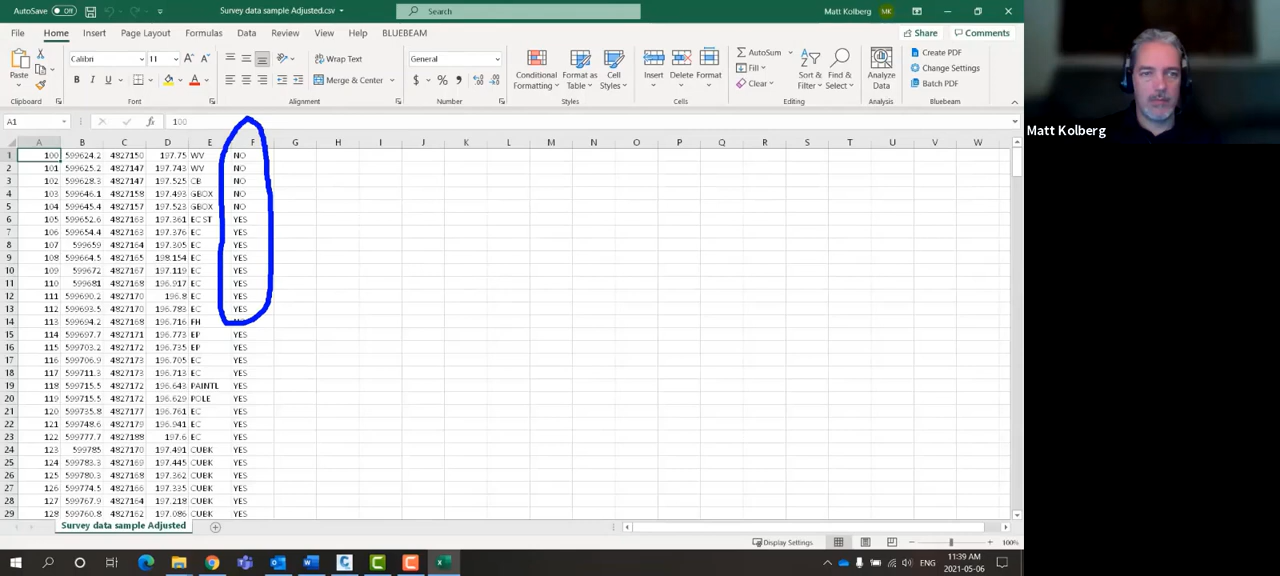 AutoSave Off Survey data sample Adjusted.csv Search Matt Kolberg MK
File Home Insert Page Layout Formulas Data Review View Help BLUEBEAM Share Comments
Paste Calibri 11 Wrap Text General Conditional Formatting Format as Table Cell Styles Insert Delete Format AutoSum Fill Clear Sort & Filter Find & Select Analyze Data Create PDF Change Settings Batch PDF
Merge & Center
Clipboard Font Alignment Number Styles Cells Editing Analysis Bluebeam
A1 fx 100
A B C D E F G H I J K L M N O P Q R S T U V W
1 100 599624.2 4827150 197.75 WV NO
2 101 599625.2 4827147 197.743 WV NO
3 102 599628.3 4827147 197.525 CB NO
4 103 599646.1 4827158 197.493 GBOX NO
5 104 599645.4 4827157 197.523 GBOX NO
6 105 599652.6 4827163 197.361 EC ST YES
7 106 599654.4 4827163 197.376 EC YES
8 107 599659 4827164 197.305 EC YES
9 108 599664.5 4827165 198.154 EC YES
10 109 599672 4827167 197.119 EC YES
11 110 599681 4827168 196.917 EC YES
12 111 599690.2 4827170 196.8 EC YES
13 112 599693.5 4827170 196.783 EC YES
14 113 599694.2 4827168 196.716 FH
15 114 599697.7 4827171 196.773 EP YES
16 115 599703.2 4827172 196.735 EP YES
17 116 599706.9 4827173 196.705 EC YES
18 117 599711.3 4827173 196.713 EC YES
19 118 599715.5 4827172 196.643 PAINTL YES
20 119 599715.5 4827172 196.629 POLE YES
21 120 599735.8 4827177 196.761 EC YES
22 121 599748.6 4827179 196.941 EC YES
23 122 599777.7 4827188 197.6 EC YES
24 123 599785 4827170 197.491 CUBK YES
25 124 599783.3 4827169 197.445 CUBK YES
26 125 599780.3 4827168 197.362 CUBK YES
27 126 599774.5 4827166 197.335 CUBK YES
28 127 599767.9 4827164 197.218 CUBK YES
29 128 599760.8 4827162 197.086 CUBK YES
Survey data sample Adjusted
Display Settings 100%
ENG 11:39 AM 2021-05-06
Matt Kolberg